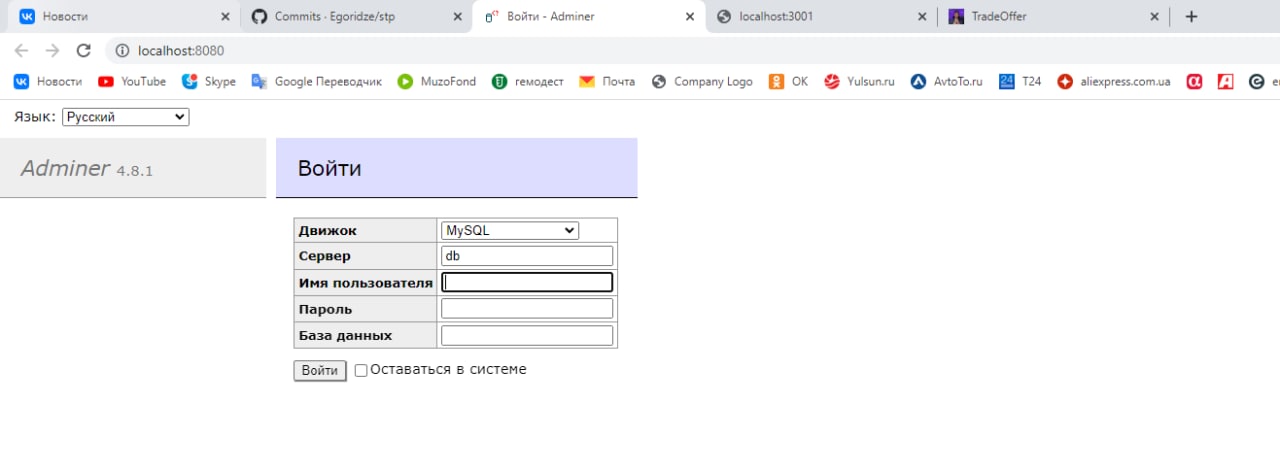 Новости
Commits · Egoridze/stp
Войти - Adminer
localhost:3001
TradeOffer
localhost:8080
Новости YouTube Skype Google Переводчик MuzoFond гемодест Почта Company Logo OK Yulsun.ru AvtoTo.ru T24 aliexpress.com.ua
Язык: Русский
Adminer 4.8.1
Войти
Движок MySQL
Сервер db
Имя пользователя
Пароль
База данных
Войти Оставаться в системе